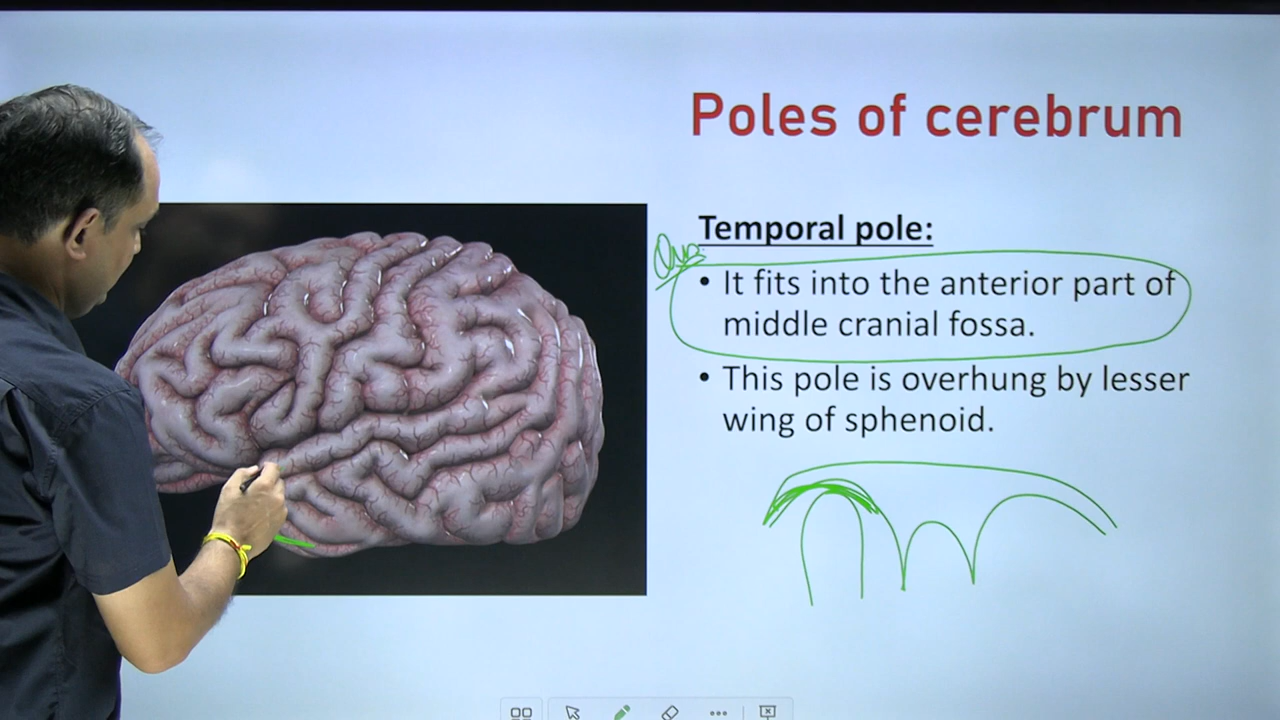 Poles of cerebrum
Temporal pole:
• It fits into the anterior part of
middle cranial fossa.
• This pole is overhung by lesser
wing of sphenoid.